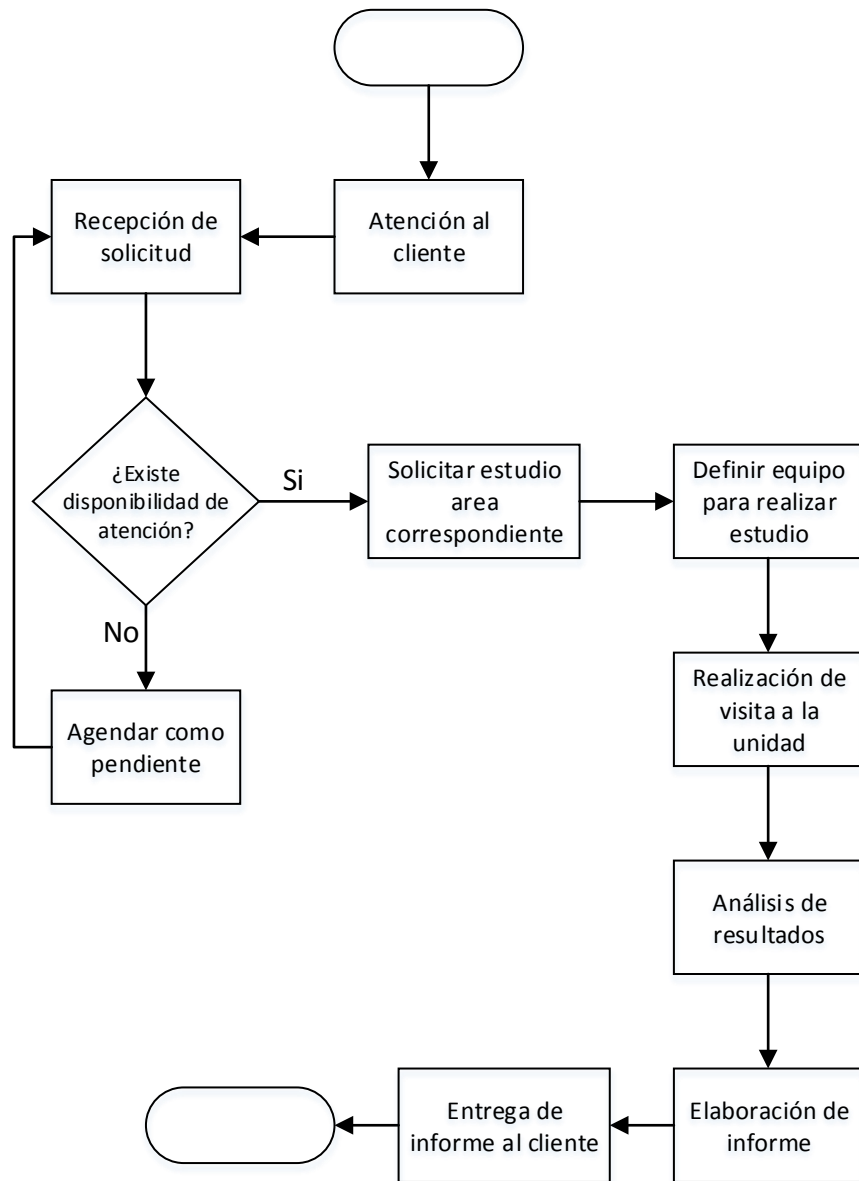 Atención al
cliente
Recepción de
solicitud
¿Existe
disponibilidad de
atención?
Si
Solicitar estudio
area
correspondiente
Definir equipo
para realizar
estudio
No
Agendar como
pendiente
Realización de
visita a la
unidad
Análisis de
resultados
Elaboración de
informe
Entrega de
informe al cliente